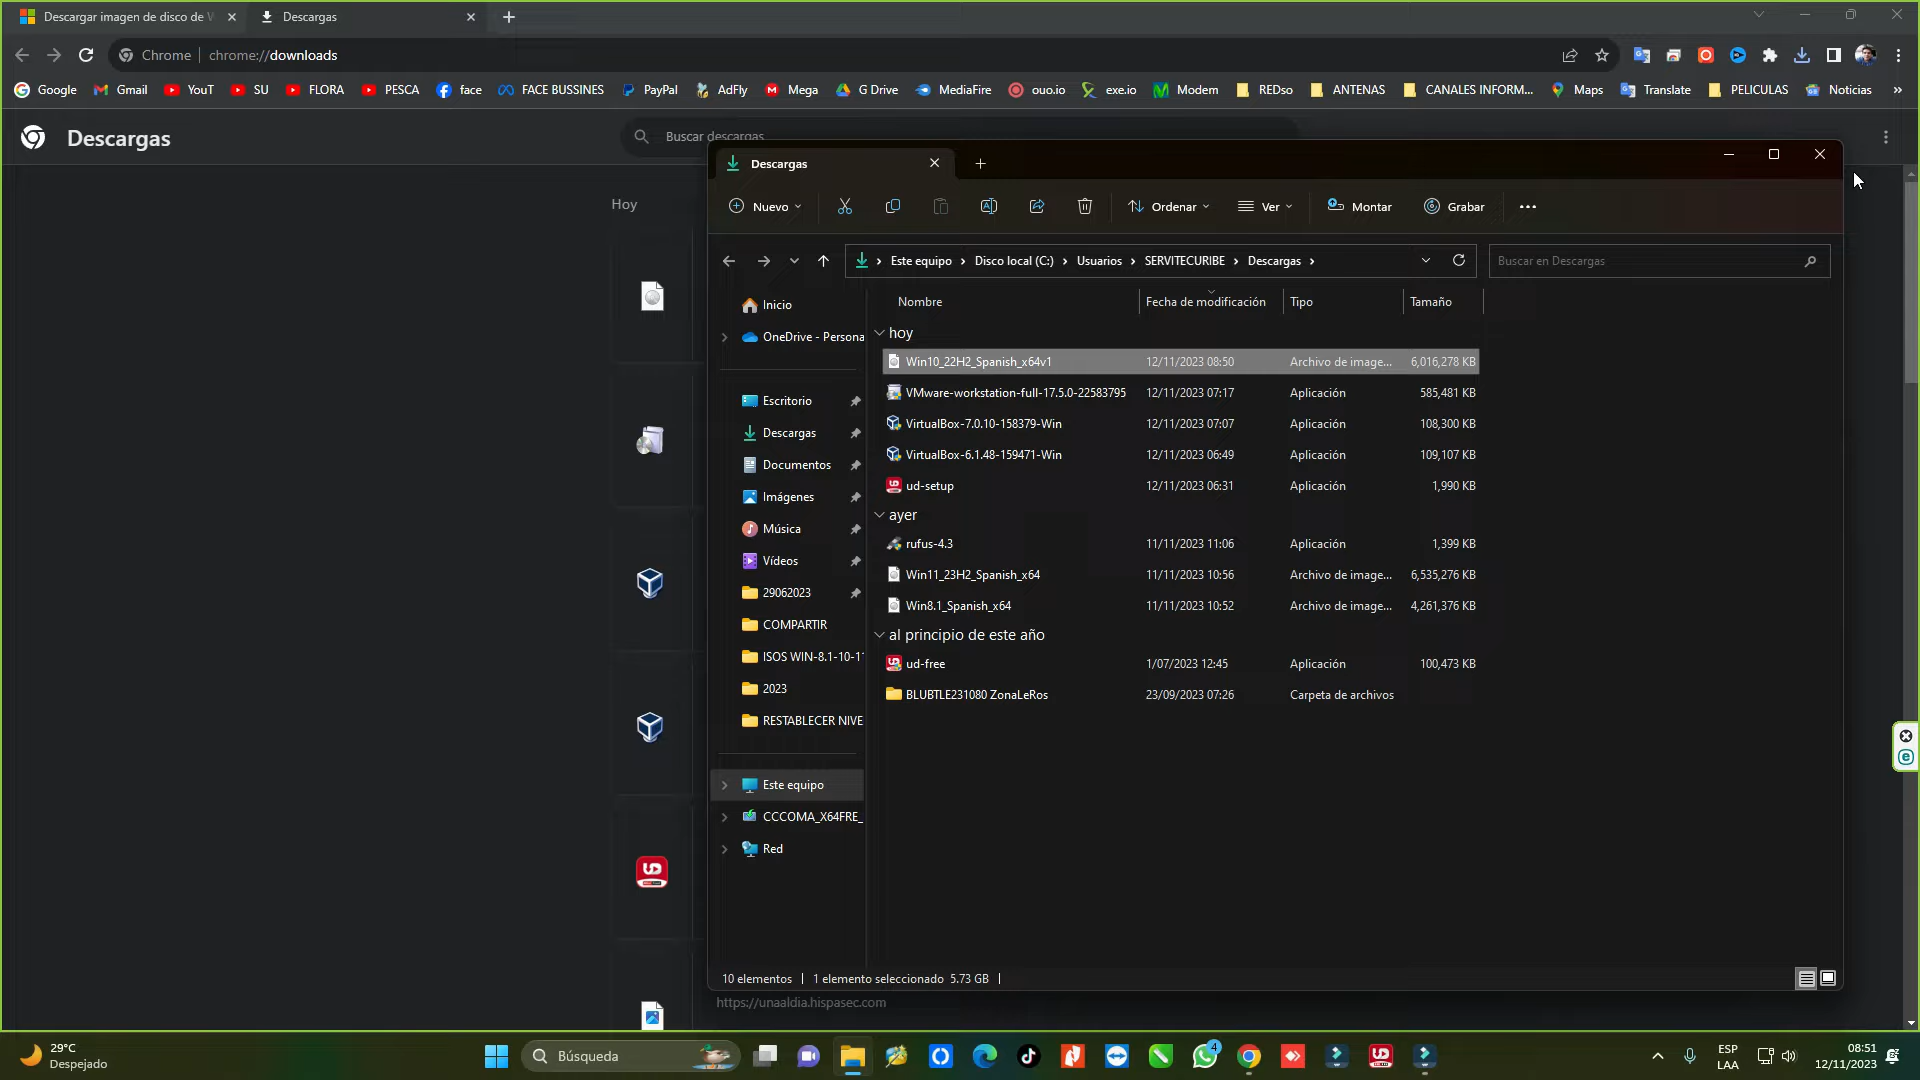 Descargar imagen de disco de W
Descargas
Chrome
chrome://downloads
Google
Gmail
YouT
SU
FLORA
PESCA
face
FACE BUSSINES
PayPal
AdFly
Mega
G Drive
MediaFire
ouo.io
exe.io
Modem
REDso
ANTENAS
CANALES INFORM...
Maps
Translate
PELICULAS
Noticias
»
Descargas
Buscar descargas
Hoy
Descargas
Nuevo
Ordenar
Ver
Montar
Grabar
Este equipo
Disco local (C:)
Usuarios
SERVITECURIBE
Descargas
Buscar en Descargas
Inicio
OneDrive - Persona
Escritorio
Descargas
Documentos
Imágenes
Música
Vídeos
29062023
COMPARTIR
ISOS WIN-8.1-10-11
2023
RESTABLECER NIVE
Este equipo
CCCOMA_X64FRE_
Red
Nombre Fecha de modificación Tipo Tamaño
hoy
Win10_22H2_Spanish_x64v1 12/11/2023 08:50 Archivo de image... 6,016,278 KB
VMware-workstation-full-17.5.0-22583795 12/11/2023 07:17 Aplicación 585,481 KB
VirtualBox-7.0.10-158379-Win 12/11/2023 07:07 Aplicación 108,300 KB
VirtualBox-6.1.48-159471-Win 12/11/2023 06:49 Aplicación 109,107 KB
ud-setup 12/11/2023 06:31 Aplicación 1,990 KB
ayer
rufus-4.3 11/11/2023 11:06 Aplicación 1,399 KB
Win11_23H2_Spanish_x64 11/11/2023 10:56 Archivo de image... 6,535,276 KB
Win8.1_Spanish_x64 11/11/2023 10:52 Archivo de image... 4,261,376 KB
al principio de este año
ud-free 1/07/2023 12:45 Aplicación 100,473 KB
BLUBTLE231080 ZonaLeRos 23/09/2023 07:26 Carpeta de archivos
10 elementos
1 elemento seleccionado 5.73 GB
https://unaaldia.hispasec.com
29°C
Despejado
Búsqueda
4
ESP
LAA
08:51
12/11/2023